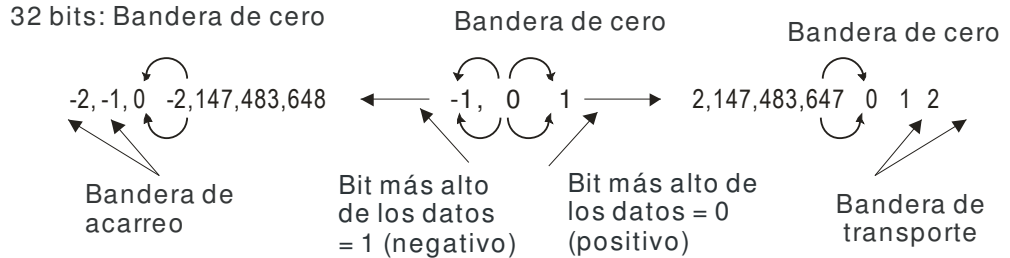 32 bits: Bandera de cero
Bandera de cero
Bandera de cero
-2, -1, 0 -2,147,483,648
-1, 0 1
2,147,483,647 0 1 2
Bandera de
acarreo
Bit más alto
de los datos
= 1 (negativo)
Bit más alto de
los datos = 0
(positivo)
Bandera de
transporte